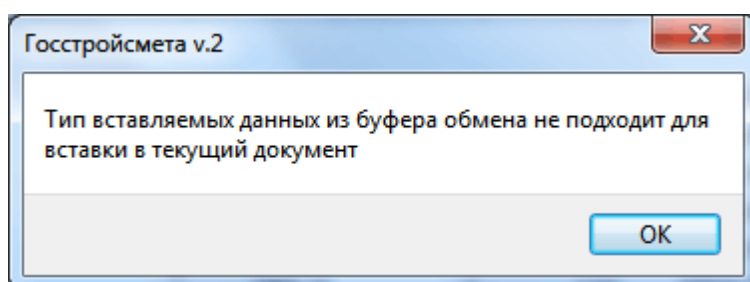 Госстройсмета v.2
Тип вставляемых данных из буфера обмена не подходит для
вставки в текущий документ
OK